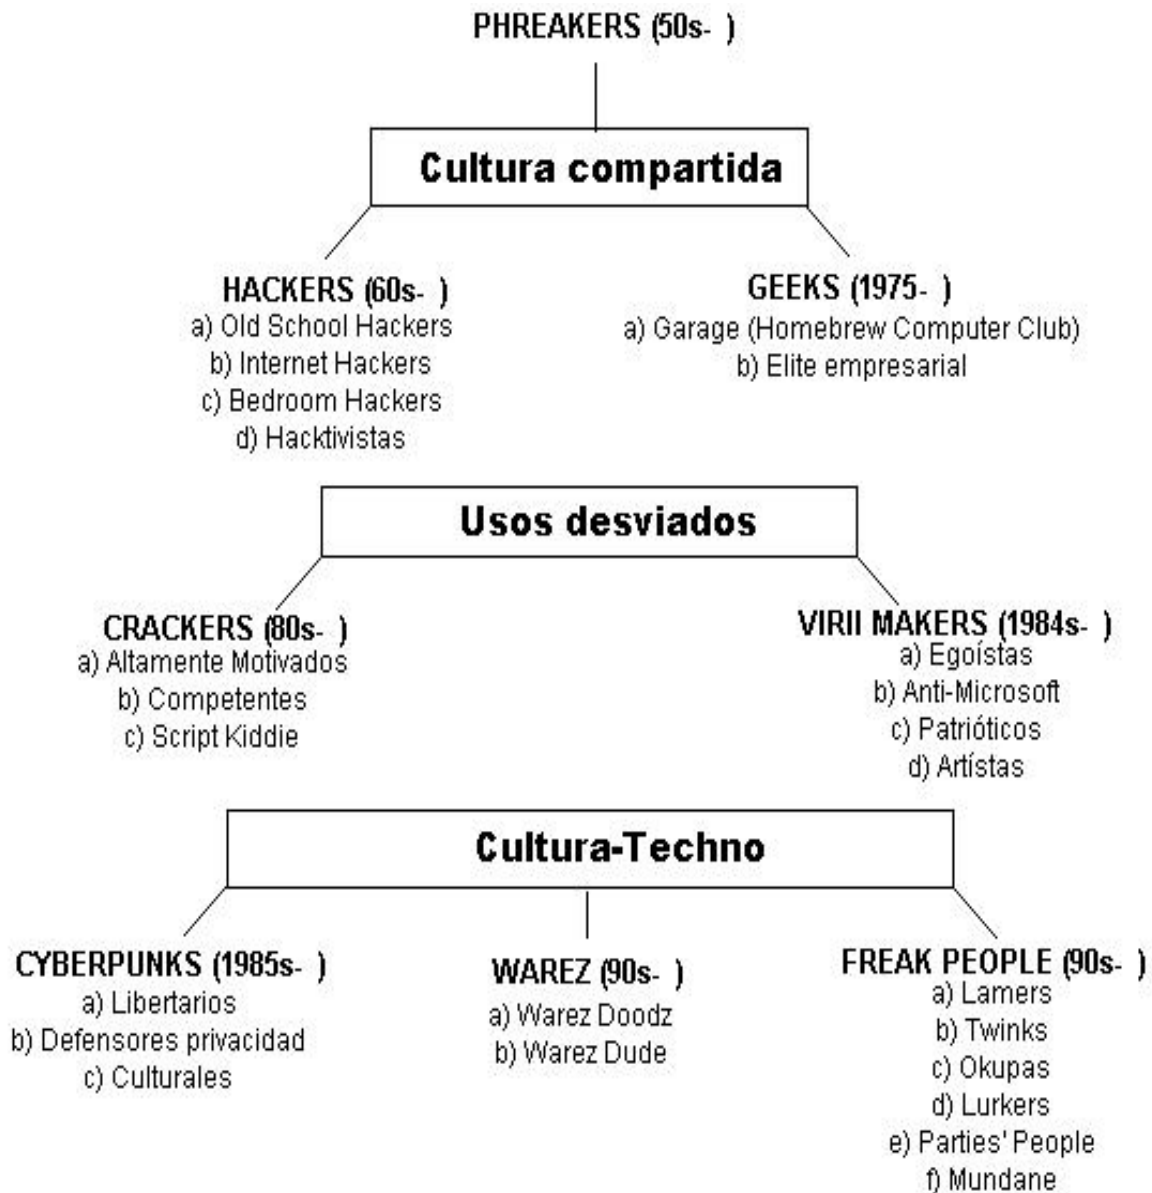 PHREAKERS (50s- )
Cultura compartida
HACKERS (60s- )
a) Old School Hackers
b) Internet Hackers
c) Bedroom Hackers
d) Hacktivistas
GEEKS (1975- )
a) Garage (Homebrew Computer Club)
b) Elite empresarial
Usos desviados
CRACKERS (80s- )
a) Altamente Motivados
b) Competentes
c) Script Kiddie
VIRII MAKERS (1984s- )
a) Egoístas
b) Anti-Microsoft
c) Patrióticos
d) Artístas
Cultura-Techno
CYBERPUNKS (1985s- )
a) Libertarios
b) Defensores privacidad
c) Culturales
WAREZ (90s- )
a) Warez Doodz
b) Warez Dude
FREAK PEOPLE (90s- )
a) Lamers
b) Twinks
c) Okupas
d) Lurkers
e) Parties' People
f) Mundane